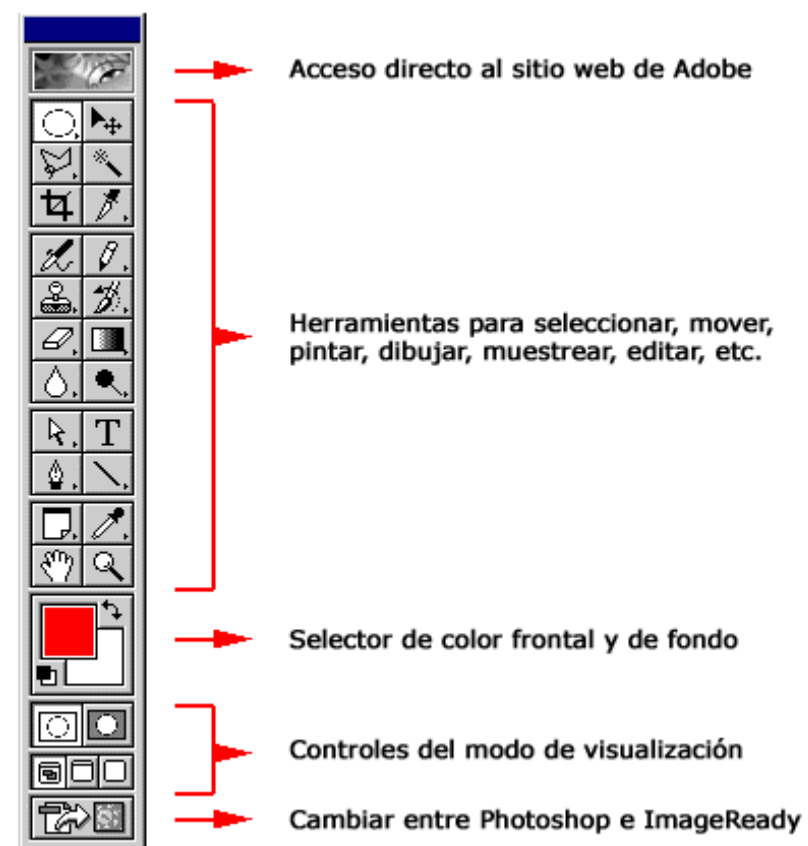 Acceso directo al sitio web de Adobe
Herramientas para seleccionar, mover,
pintar, dibujar, muestrear, editar, etc.
T
Selector de color frontal y de fondo
Controles del modo de visualización
Cambiar entre Photoshop e ImageReady